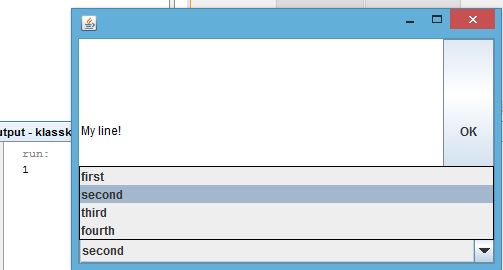 utput - klassk
run:
1
My line!
OK
first
second
third
fourth
second